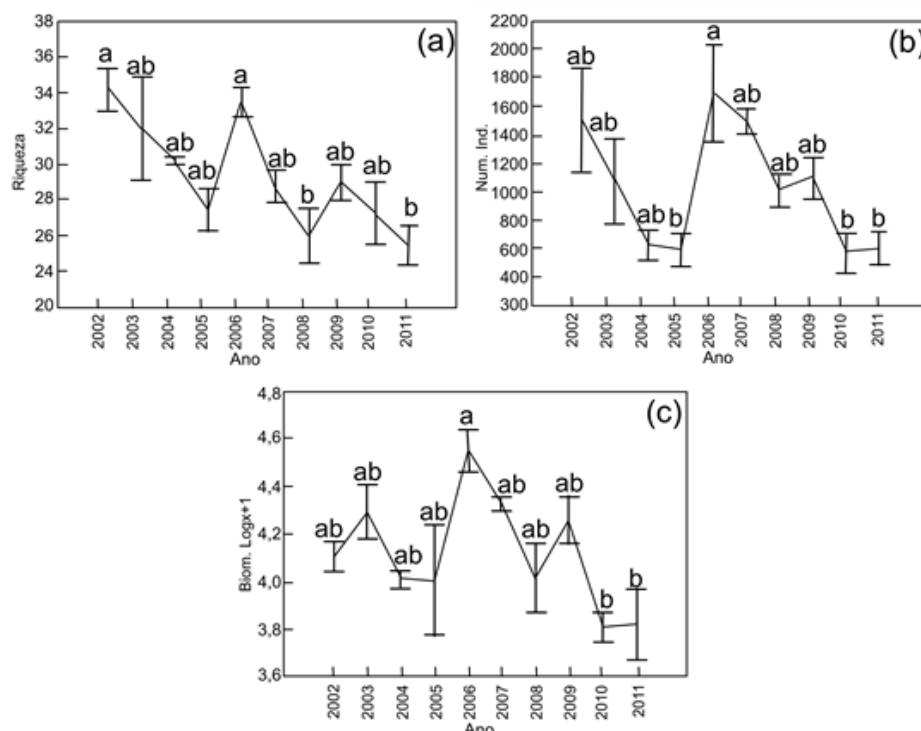 (a)
Riqueza
38
36
34
32
30
28
26
24
20
a
ab
ab
ab
a
ab
b
ab
ab
b
2002
2003
2004
2005
2006
2007
2008
2009
2010
2011
Ano
(b)
Num. Ind.
2200
2000
1800
1600
1400
1200
1000
800
600
400
300
ab
ab
ab
b
a
ab
ab
ab
b
b
2002
2003
2004
2005
2006
2007
2008
2009
2010
2011
Ano
(c)
Biom. Logx+1
4,8
4,6
4,4
4,2
4,0
3,8
3,6
ab
ab
ab
ab
a
ab
ab
ab
b
b
2002
2003
2004
2005
2006
2007
2008
2009
2010
2011
Ano